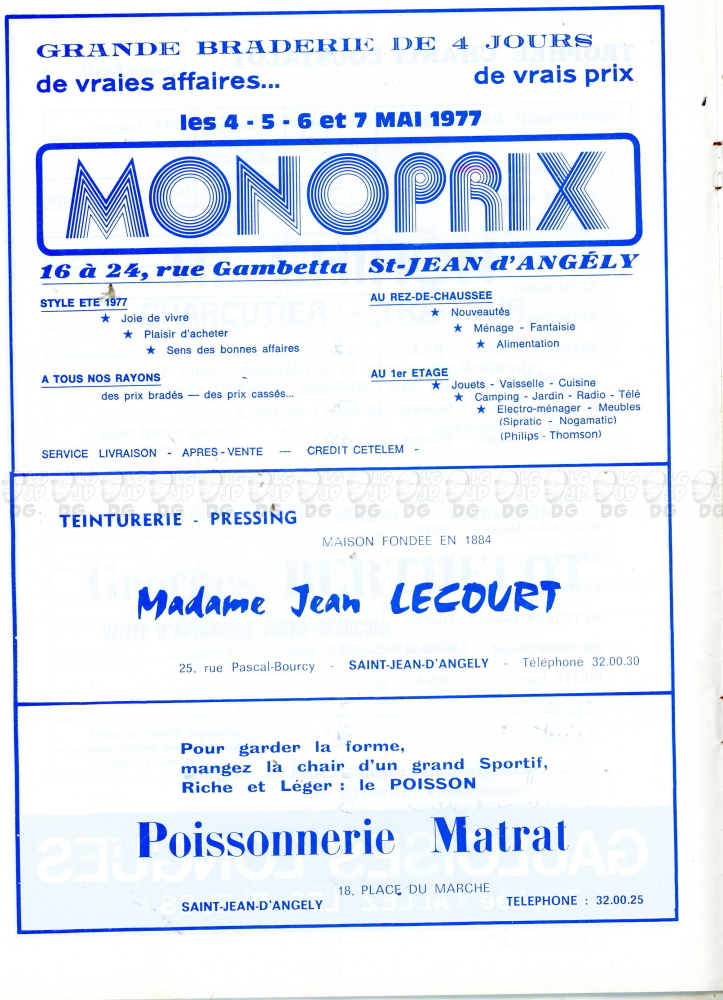 GRANDE BRADERIE DE 4 JOURS
de vraies affaires... de vrais prix
les 4 - 5 - 6 et 7 MAI 1977
MONOPRIX
16 à 24, rue Gambetta St-JEAN d'ANGÉLY
STYLE ETE 1977
★ Joie de vivre
★ Plaisir d'acheter
★ Sens des bonnes affaires
A TOUS NOS RAYONS
des prix bradés — des prix cassés...
AU REZ-DE-CHAUSSEE
★ Nouveautés
★ Ménage - Fantaisie
★ Alimentation
AU 1er ETAGE
★ Jouets - Vaisselle - Cuisine
★ Camping - Jardin - Radio - Télé
★ Electro-ménager - Meubles
(Sipratic - Nogamatic)
(Philips - Thomson)
SERVICE LIVRAISON - APRES-VENTE — CREDIT CETELEM -
TEINTURERIE - PRESSING
MAISON FONDEE EN 1884
Madame Jean LECOURT
25, rue Pascal-Bourcy - SAINT-JEAN-D'ANGELY - Téléphone 32.00.30
Pour garder la forme,
mangez la chair d'un grand Sportif,
Riche et Léger : le POISSON
Poissonnerie Matrat
18, PLACE DU MARCHE
SAINT-JEAN-D'ANGELY TELEPHONE : 32.00.25